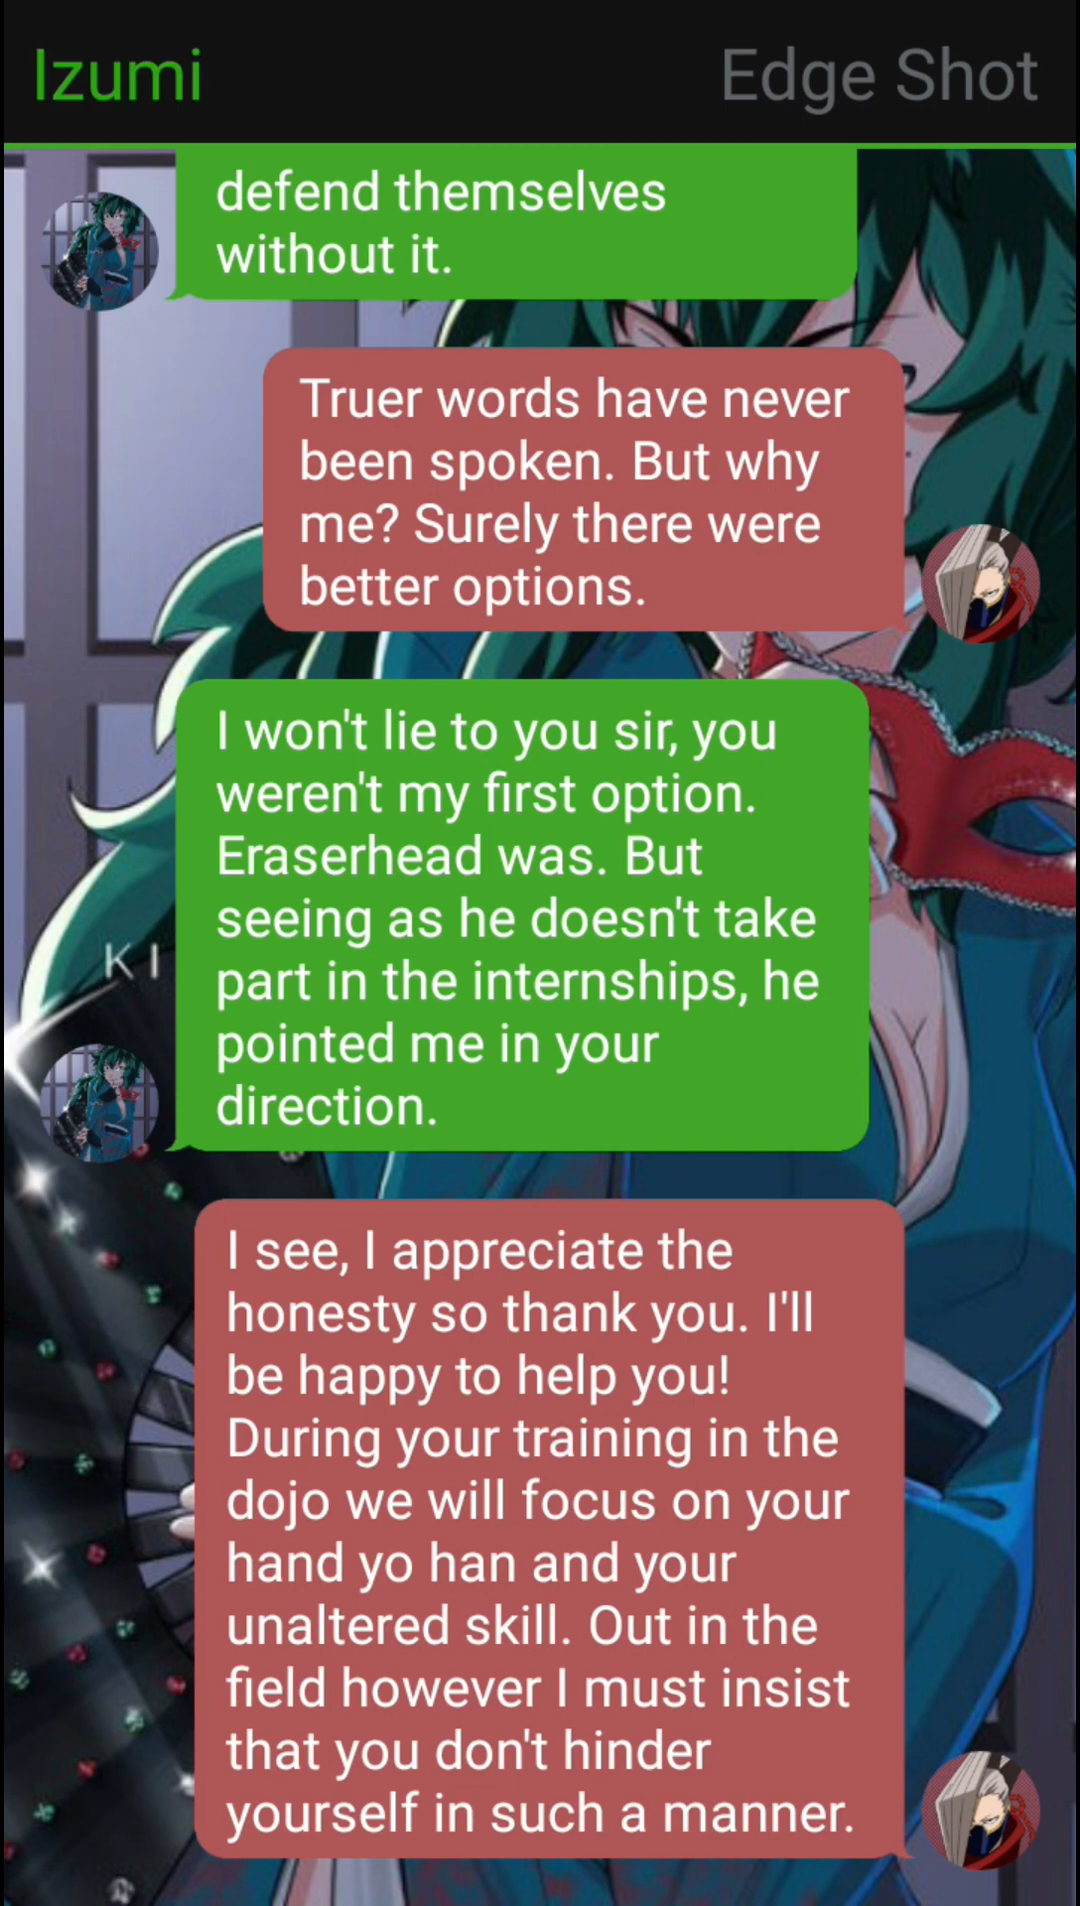 Izumi Edge Shot
defend themselves
without it.
Truer words have never
been spoken. But why
me? Surely there were
better options.
I won't lie to you sir, you
weren't my first option.
Eraserhead was. But
seeing as he doesn't take
part in the internships, he
pointed me in your
direction.
KI
I see, I appreciate the
honesty so thank you. I'll
be happy to help you!
During your training in the
dojo we will focus on your
hand yo han and your
unaltered skill. Out in the
field however I must insist
that you don't hinder
yourself in such a manner.